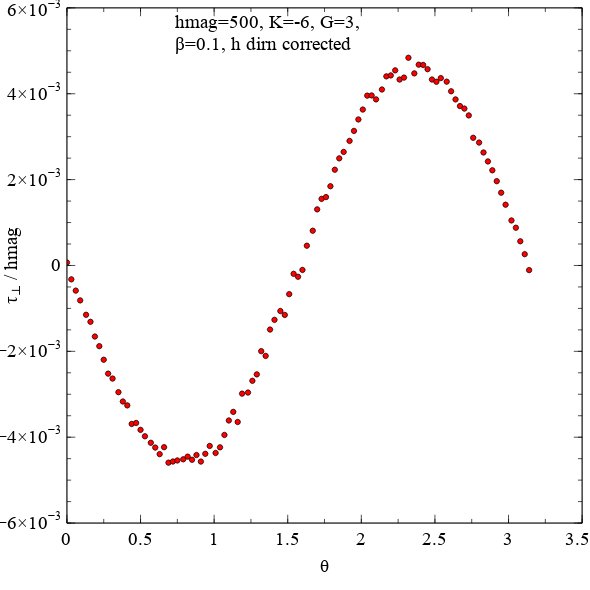 hmag=500, K=-6, G=3,
β=0.1, h dirn corrected
6×10⁻³
4×10⁻³
2×10⁻³
0
−2×10⁻³
−4×10⁻³
−6×10⁻³
τ⊥ / hmag
0 0.5 1 1.5 2 2.5 3 3.5
θ